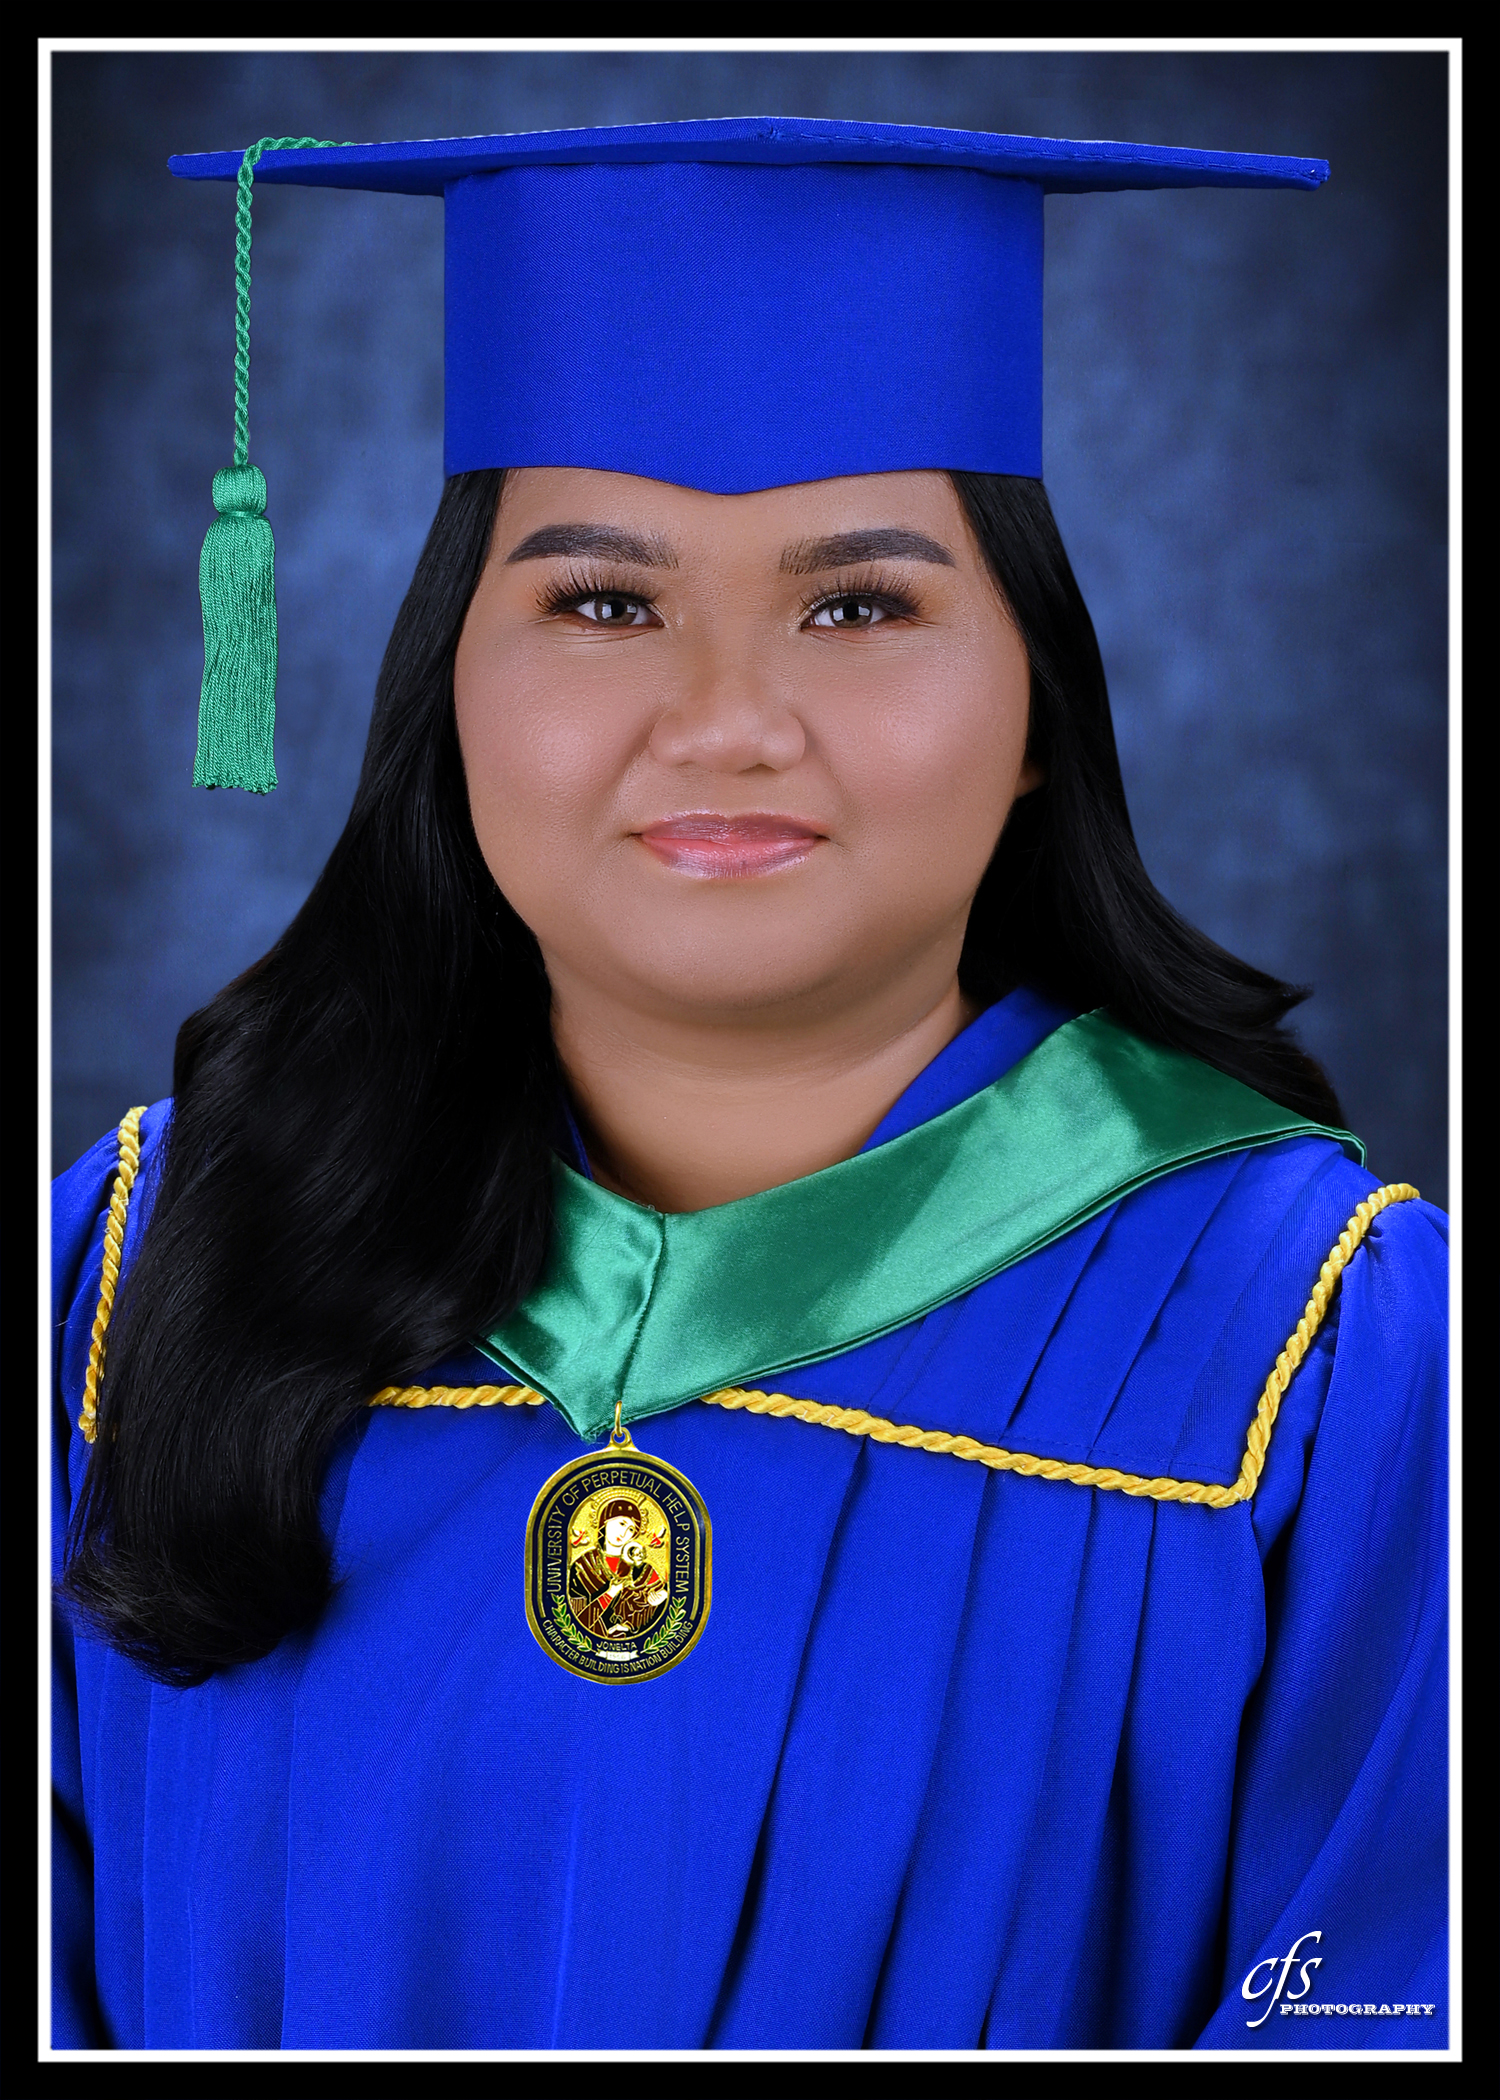 UNIVERSITY OF PERPETUAL HELP SYSTEM
JONELTA
CHARACTER BUILDING IS NATION BUILDING
cfs
PHOTOGRAPHY